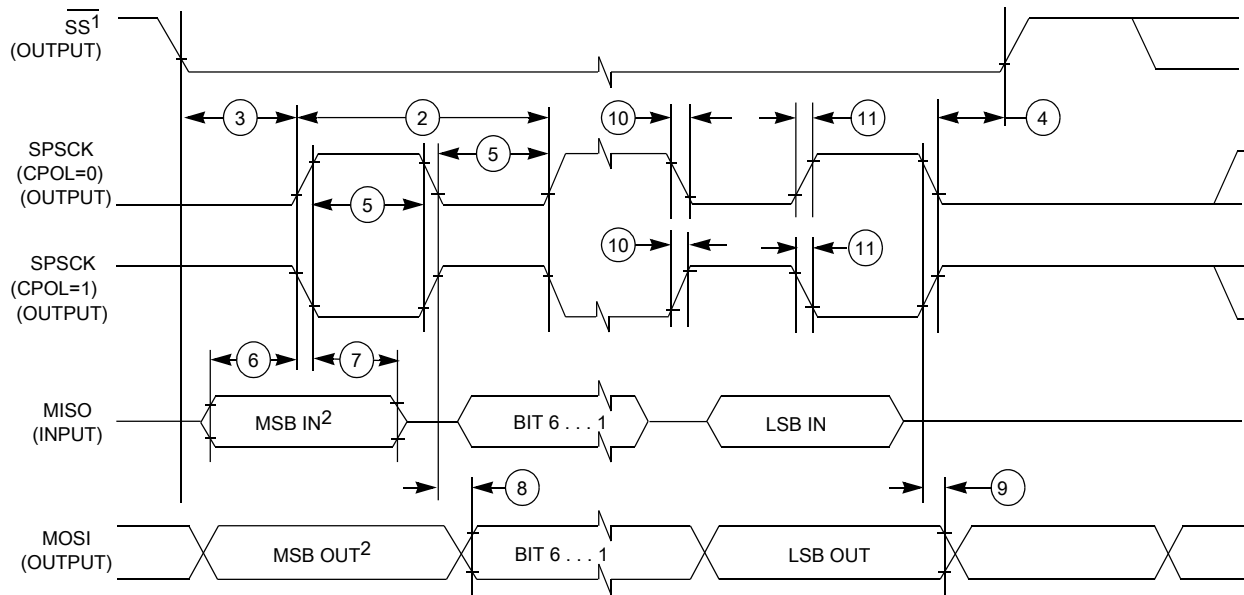 SS1
(OUTPUT)
3
2
10
11
4
SPSCK
(CPOL=0)
(OUTPUT)
5
5
SPSCK
(CPOL=1)
(OUTPUT)
10
11
6
7
MISO
(INPUT)
MSB IN2
BIT 6 . . . 1
LSB IN
8
9
MOSI
(OUTPUT)
MSB OUT2
BIT 6 . . . 1
LSB OUT